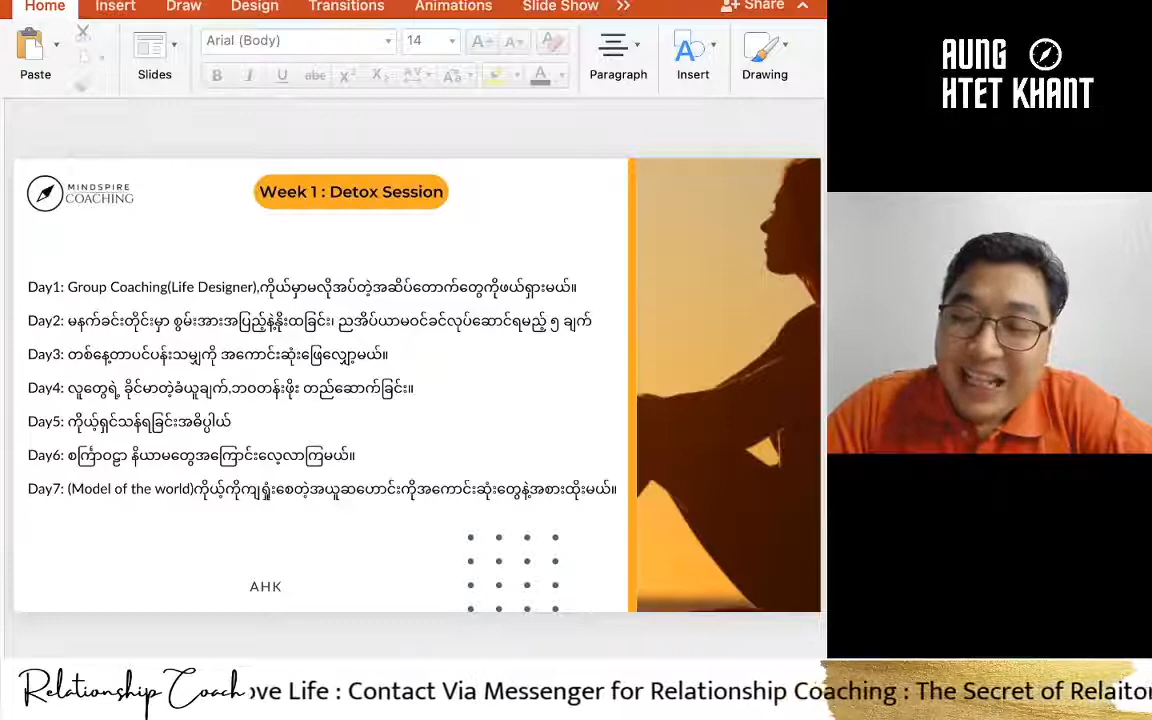 Home Insert Draw Design Transitions Animations Slide Show >> Share
Arial (Body) 14
Paste Slides Paragraph Insert Drawing
AUNG
HTET KHANT
MINDSPIRE
COACHING
Week 1 : Detox Session
Day1: Group Coaching(Life Designer),ကိုယ်မှာမလိုအပ်တဲ့အဆိပ်တောက်တွေကိုဖယ်ရှားမယ်။
Day2: မနက်ခင်းတိုင်းမှာ စွမ်းအားအပြည့်နဲ့နိုးထခြင်း၊ ညအိပ်ယာမဝင်ခင်လုပ်ဆောင်ရမည့် ၅ ချက်
Day3: တစ်နေ့တာပင်ပန်းသမျှကို အကောင်းဆုံးဖြေလျှော့မယ်။
Day4: လူတွေရဲ့ ခိုင်မာတဲ့ခံယူချက်,ဘဝတန်းဖိုး တည်ဆောက်ခြင်း။
Day5: ကိုယ့်ရှင်သန်ရခြင်းအဓိပ္ပါယ်
Day6: စင်္ကြာဝဠာ နိယာမတွေအကြောင်းလေ့လာကြမယ်။
Day7: (Model of the world)ကိုယ့်ကိုကျရှုံးစေတဲ့အယူဆဟောင်းကိုအကောင်းဆုံးတွေနဲ့အစားထိုးမယ်။
AHK
Relationship Coach ove Life : Contact Via Messenger for Relationship Coaching : The Secret of Relaiton